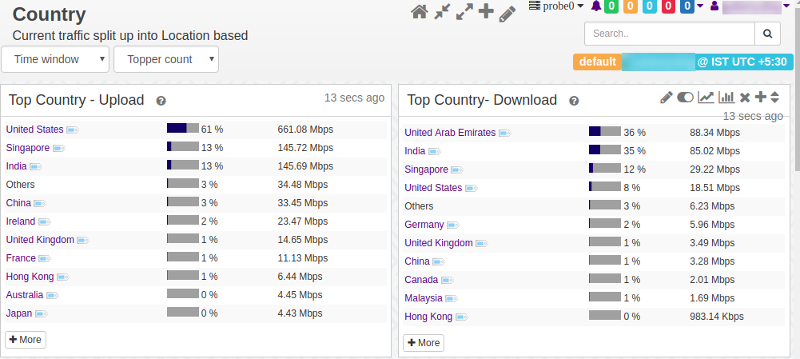 Country
Current traffic split up into Location based
probe0 0 0 0 0 0
Search..
Time window Topper count
default @ IST UTC +5:30
Top Country - Upload 13 secs ago
United States 61 % 661.08 Mbps
Singapore 13 % 145.72 Mbps
India 13 % 145.69 Mbps
Others 3 % 34.48 Mbps
China 3 % 33.45 Mbps
Ireland 2 % 23.47 Mbps
United Kingdom 1 % 14.65 Mbps
France 1 % 11.13 Mbps
Hong Kong 1 % 6.44 Mbps
Australia 0 % 4.45 Mbps
Japan 0 % 4.43 Mbps
+ More
Top Country- Download
13 secs ago
United Arab Emirates 36 % 88.34 Mbps
India 35 % 85.02 Mbps
Singapore 12 % 29.22 Mbps
United States 8 % 18.51 Mbps
Others 3 % 6.23 Mbps
Germany 2 % 5.96 Mbps
United Kingdom 1 % 3.49 Mbps
China 1 % 3.28 Mbps
Canada 1 % 2.01 Mbps
Malaysia 1 % 1.69 Mbps
Hong Kong 0 % 983.14 Kbps
+ More